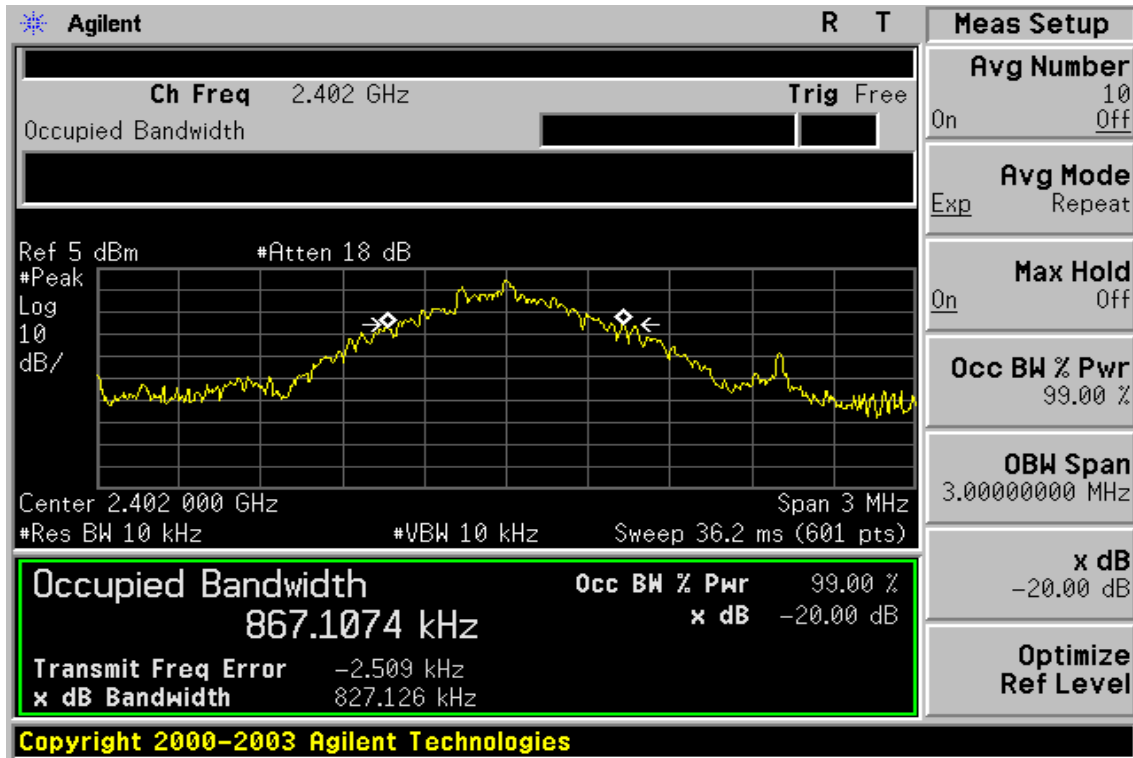 Agilent R T
Ch Freq 2.402 GHz Trig Free
Occupied Bandwidth
Ref 5 dBm #Atten 18 dB
#Peak
Log
10
dB/
Center 2.402 000 GHz Span 3 MHz
#Res BW 10 kHz #VBW 10 kHz Sweep 36.2 ms (601 pts)
Occupied Bandwidth Occ BW % Pwr 99.00 %
867.1074 kHz x dB -20.00 dB
Transmit Freq Error -2.509 kHz
x dB Bandwidth 827.126 kHz
Copyright 2000-2003 Agilent Technologies
Meas Setup
Avg Number
10
On Off
Avg Mode
Exp Repeat
Max Hold
On Off
Occ BW % Pwr
99.00 %
OBW Span
3.00000000 MHz
x dB
-20.00 dB
Optimize
Ref Level